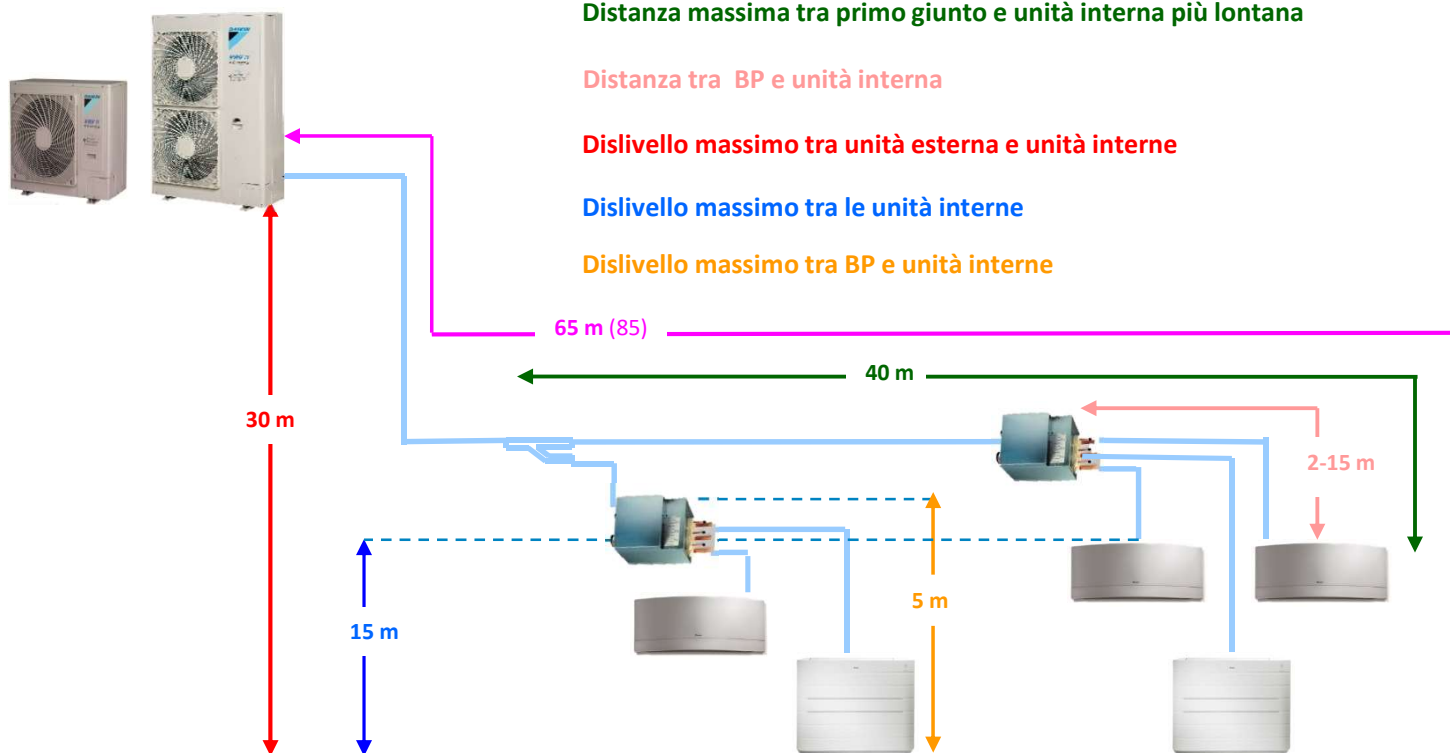 Distanza massima tra primo giunto e unità interna più lontana
Distanza tra BP e unità interna
Dislivello massimo tra unità esterna e unità interne
Dislivello massimo tra le unità interne
Dislivello massimo tra BP e unità interne
65 m (85)
40 m
30 m
2-15 m
5 m
15 m